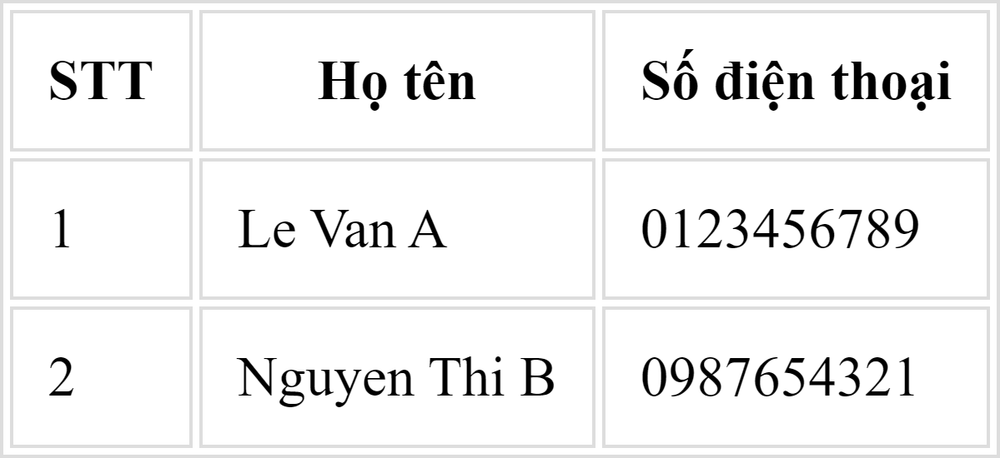 STT Họ tên Số điện thoại
1 Le Van A 0123456789
2 Nguyen Thi B 0987654321